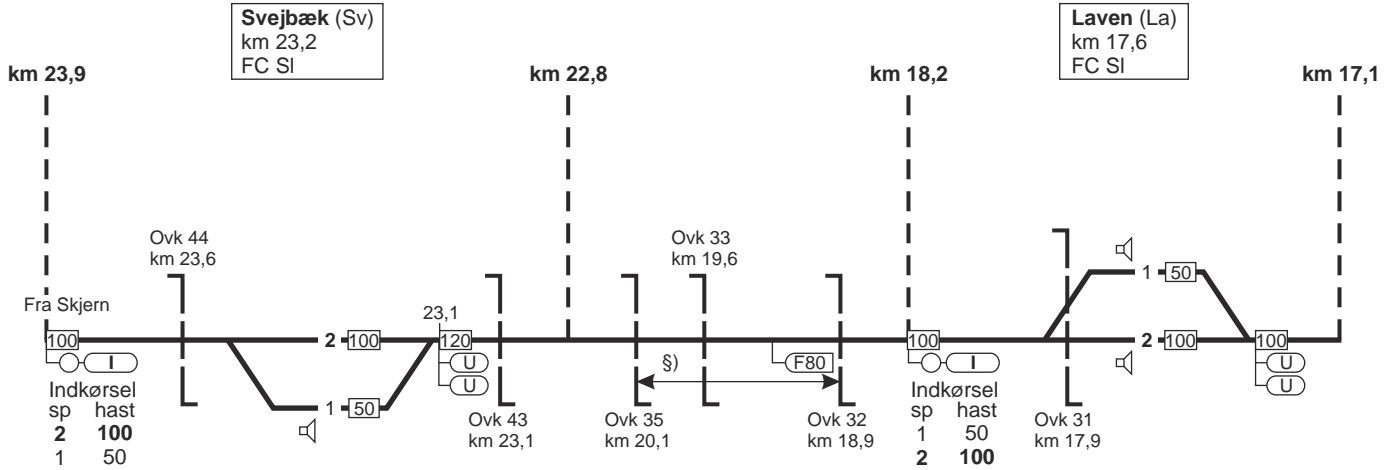 Svejbæk (Sv)
km 23,2
FC Sl
Laven (La)
km 17,6
FC Sl
km 23,9
km 22,8
km 18,2
km 17,1
Ovk 44
km 23,6
Ovk 33
km 19,6
Fra Skjern
23,1
1 50
100
2 100
120
100
2 100
100
I
U
U
§)
F80
I
U
U
Indkørsel
sp hast
2 100
1 50
1 50
Ovk 43
km 23,1
Ovk 35
km 20,1
Ovk 32
km 18,9
Indkørsel
sp hast
1 50
2 100
Ovk 31
km 17,9